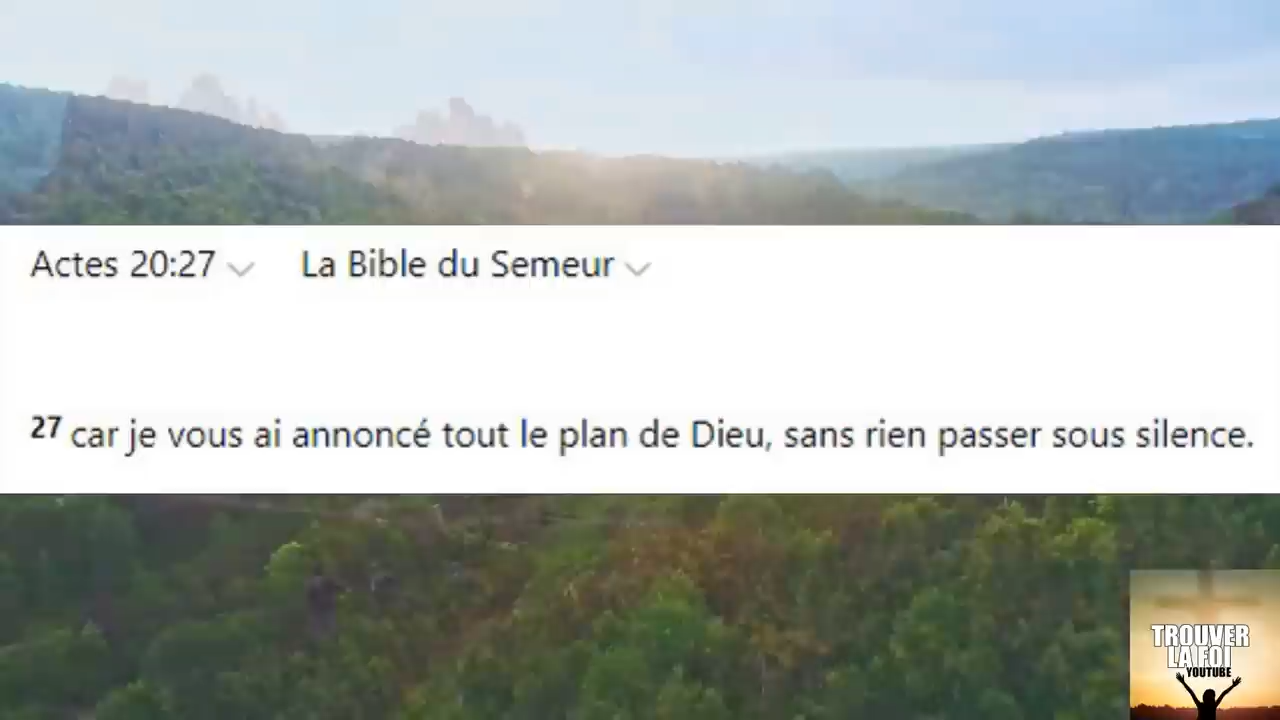 Actes 20:27 La Bible du Semeur
27 car je vous ai annoncé tout le plan de Dieu, sans rien passer sous silence.
TROUVER
LA FOI
YOUTUBE